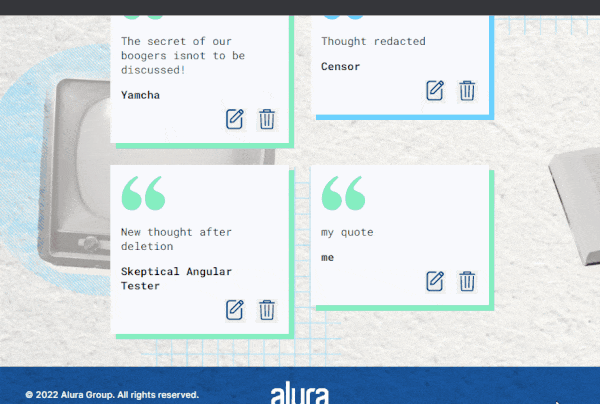 The secret of our
boogers isnot to be
discussed!
Yamcha
Thought redacted
Censor
New thought after
deletion
Skeptical Angular
Tester
my quote
me
© 2022 Alura Group. All rights reserved.
alura